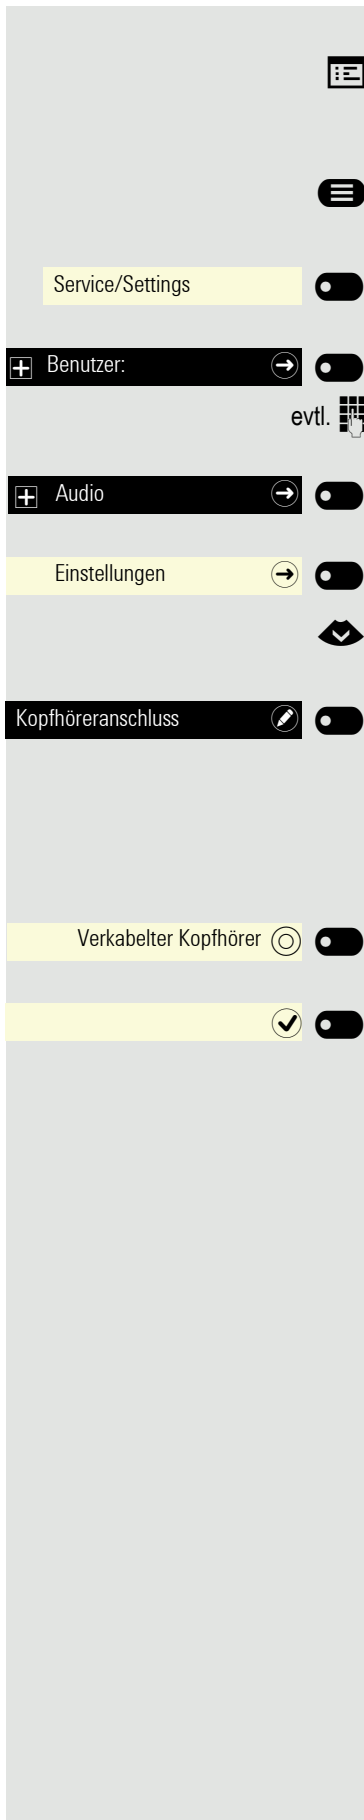 Service/Settings
Benutzer:
evtl.
Audio
Einstellungen
Kopfhöreranschluss
Verkabelter Kopfhörer